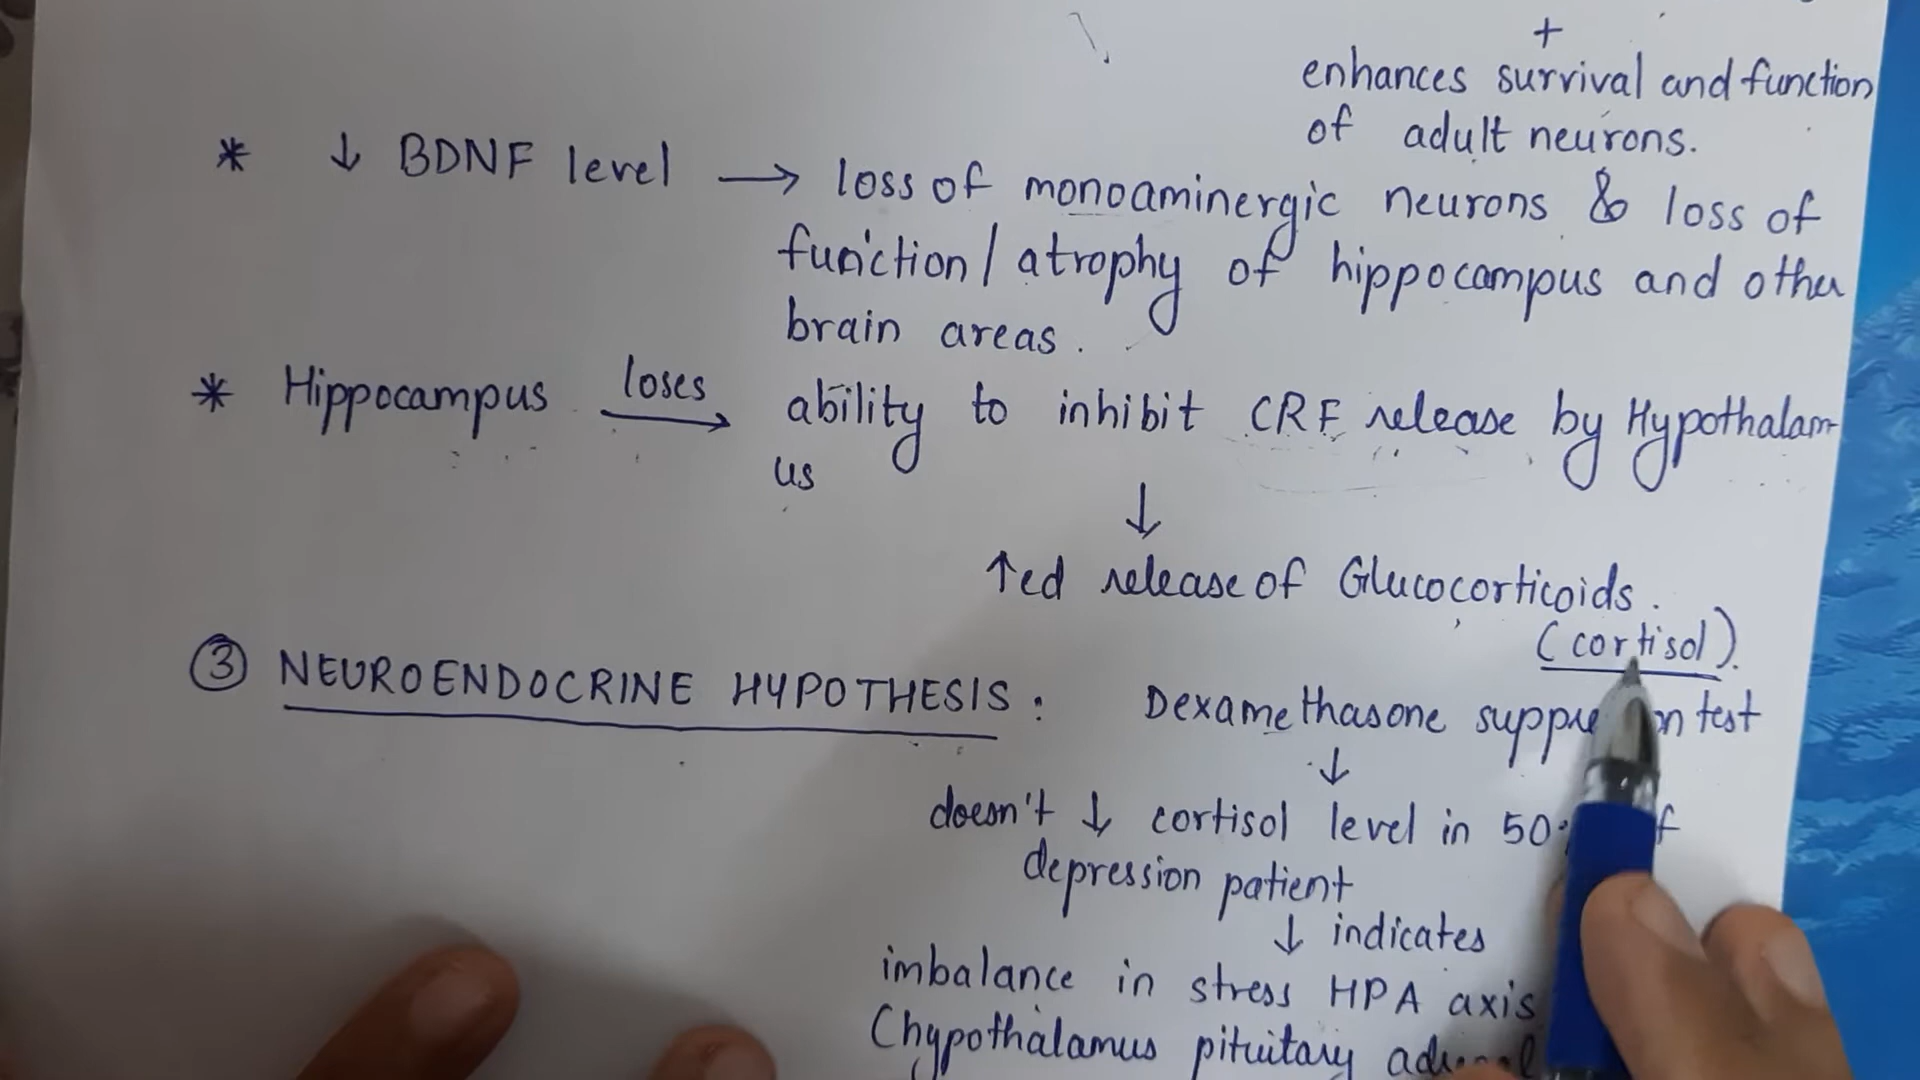 +
enhances survival and function
of adult neurons.
* ↓ BDNF level → loss of monoaminergic neurons & loss of
function / atrophy of hippocampus and other
brain areas.
* Hippocampus loses → ability to inhibit CRF release by Hypothalam-
us
↓
↑ed release of Glucocorticoids.
(cortisol).
③ NEUROENDOCRINE HYPOTHESIS : Dexamethasone test
↓
doesn't ↓ cortisol level in 50
depression patient
↓ indicates
imbalance in stress HPA axis
(hypothalamus pituitary